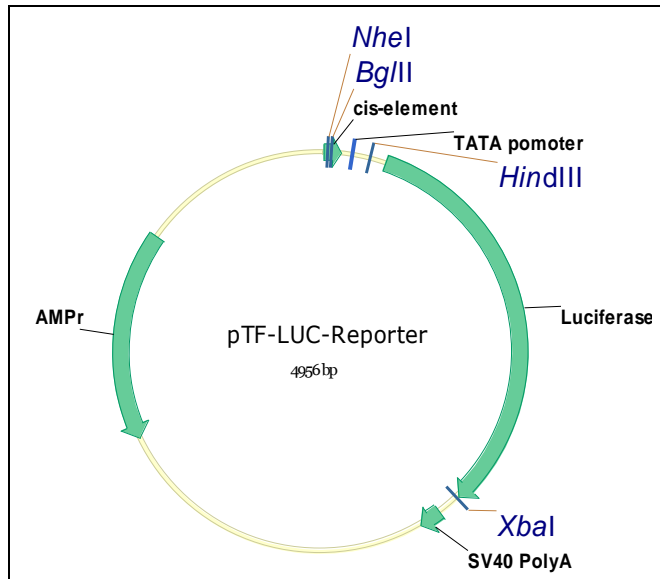 NheI
BglII
cis-element
TATA pomoter
HindIII
AMPr
pTF-LUC-Reporter
4956 bp
Luciferase
XbaI
SV40 PolyA